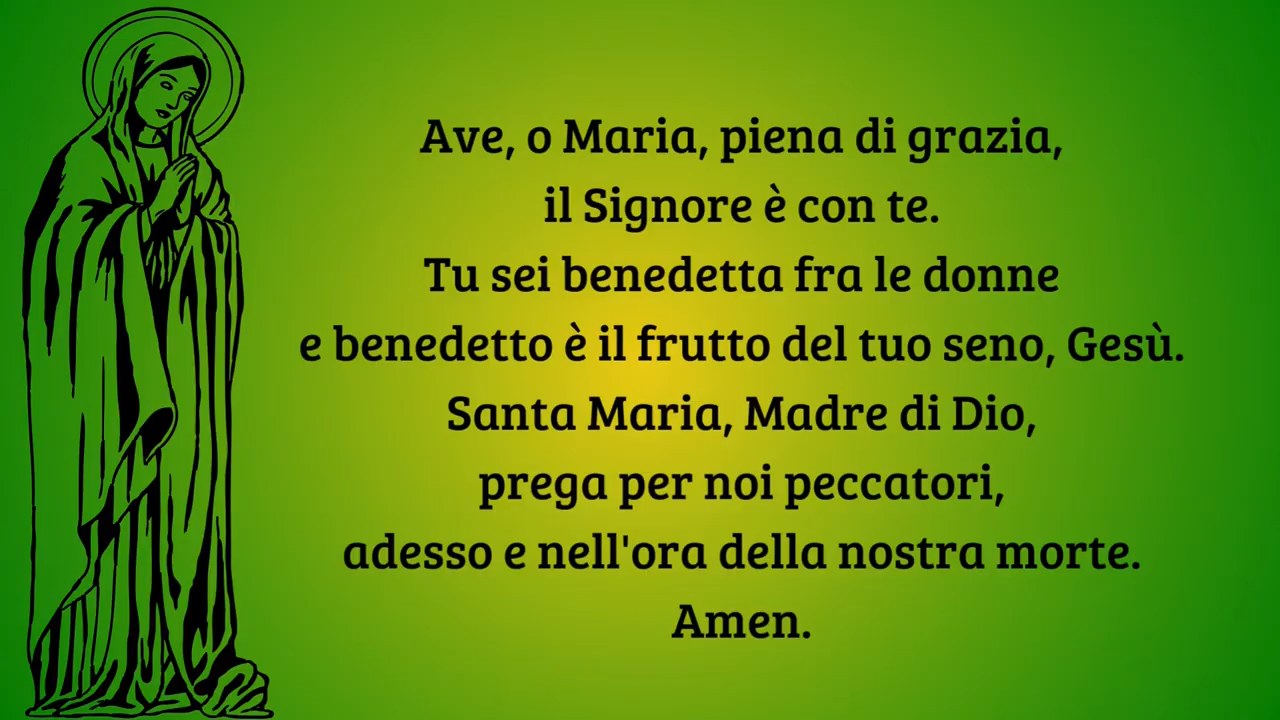 Ave, o Maria, piena di grazia,
il Signore è con te.
Tu sei benedetta fra le donne
e benedetto è il frutto del tuo seno, Gesù.
Santa Maria, Madre di Dio,
prega per noi peccatori,
adesso e nell'ora della nostra morte.
Amen.